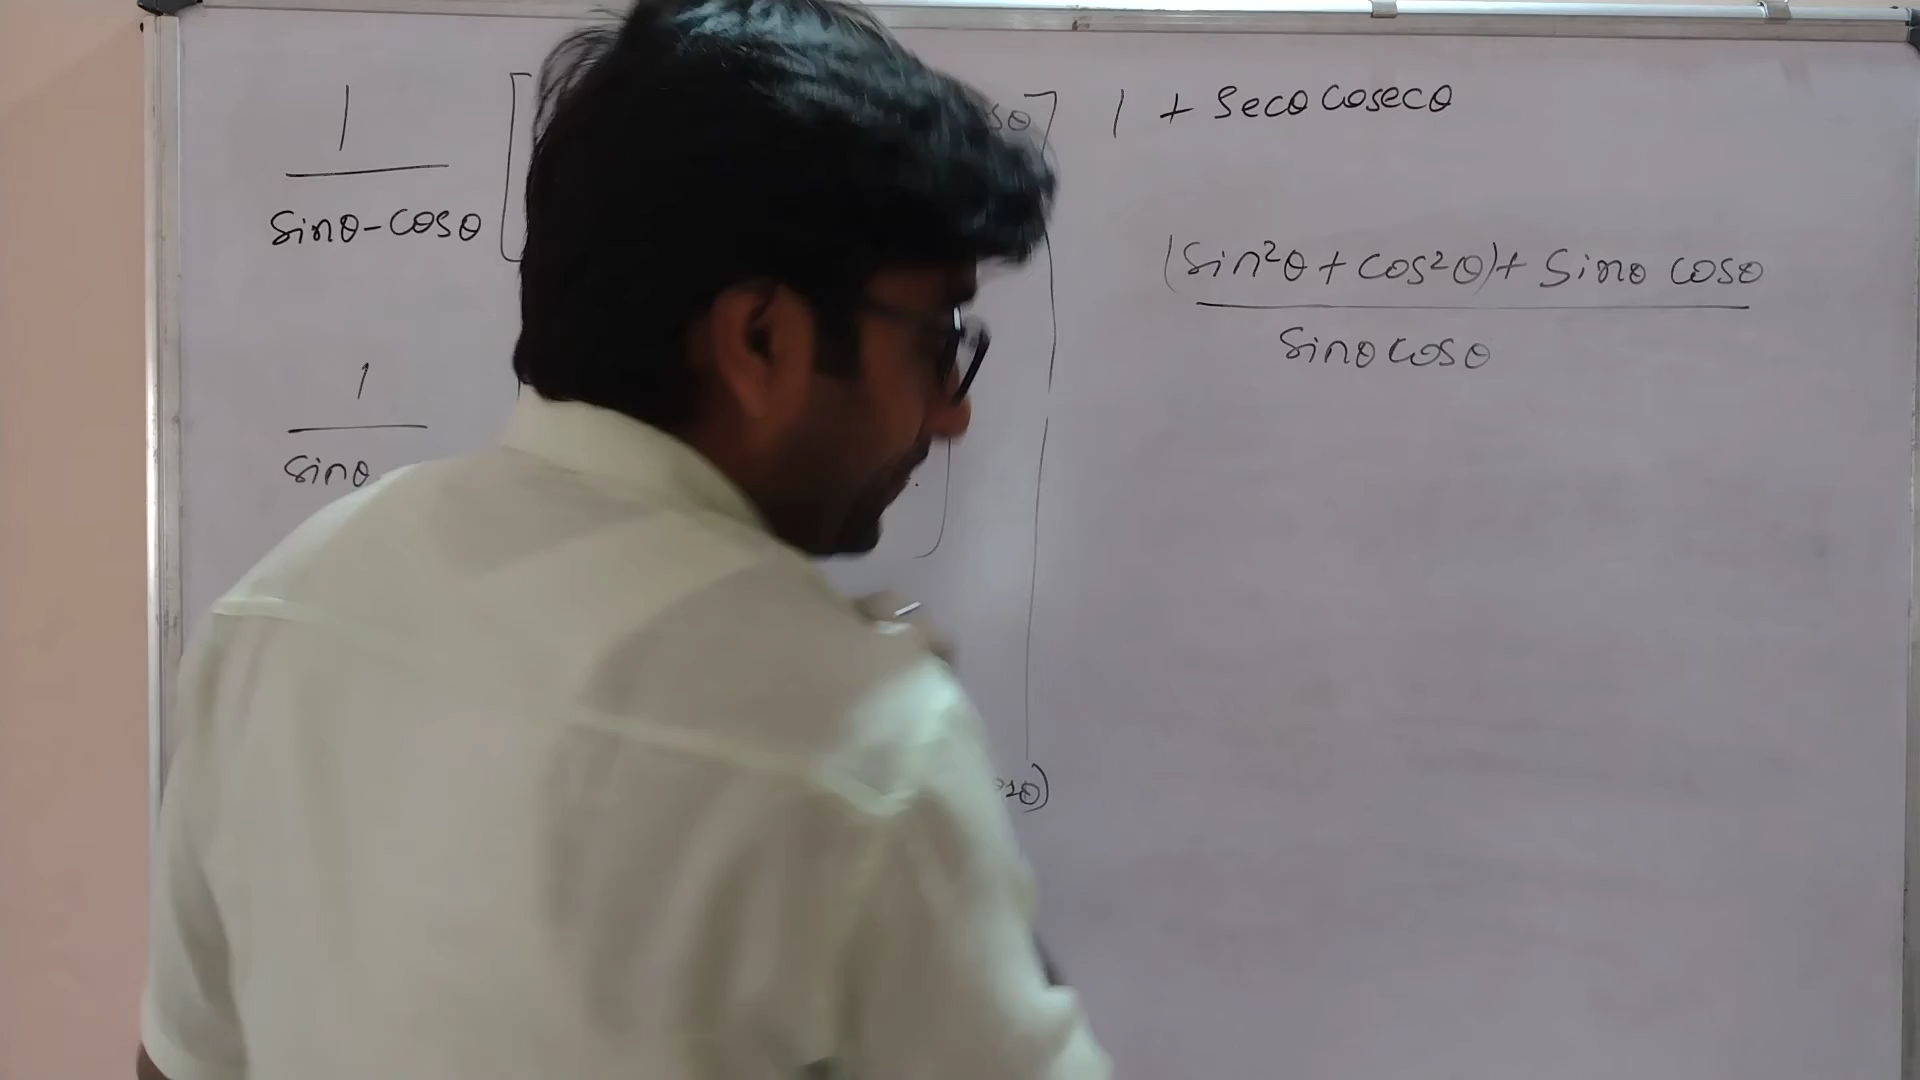 1
sinθ-cosθ
1
sinθ
1 + secθ cosecθ
(sin²θ + cos²θ) + sinθ cosθ
sinθ cosθ